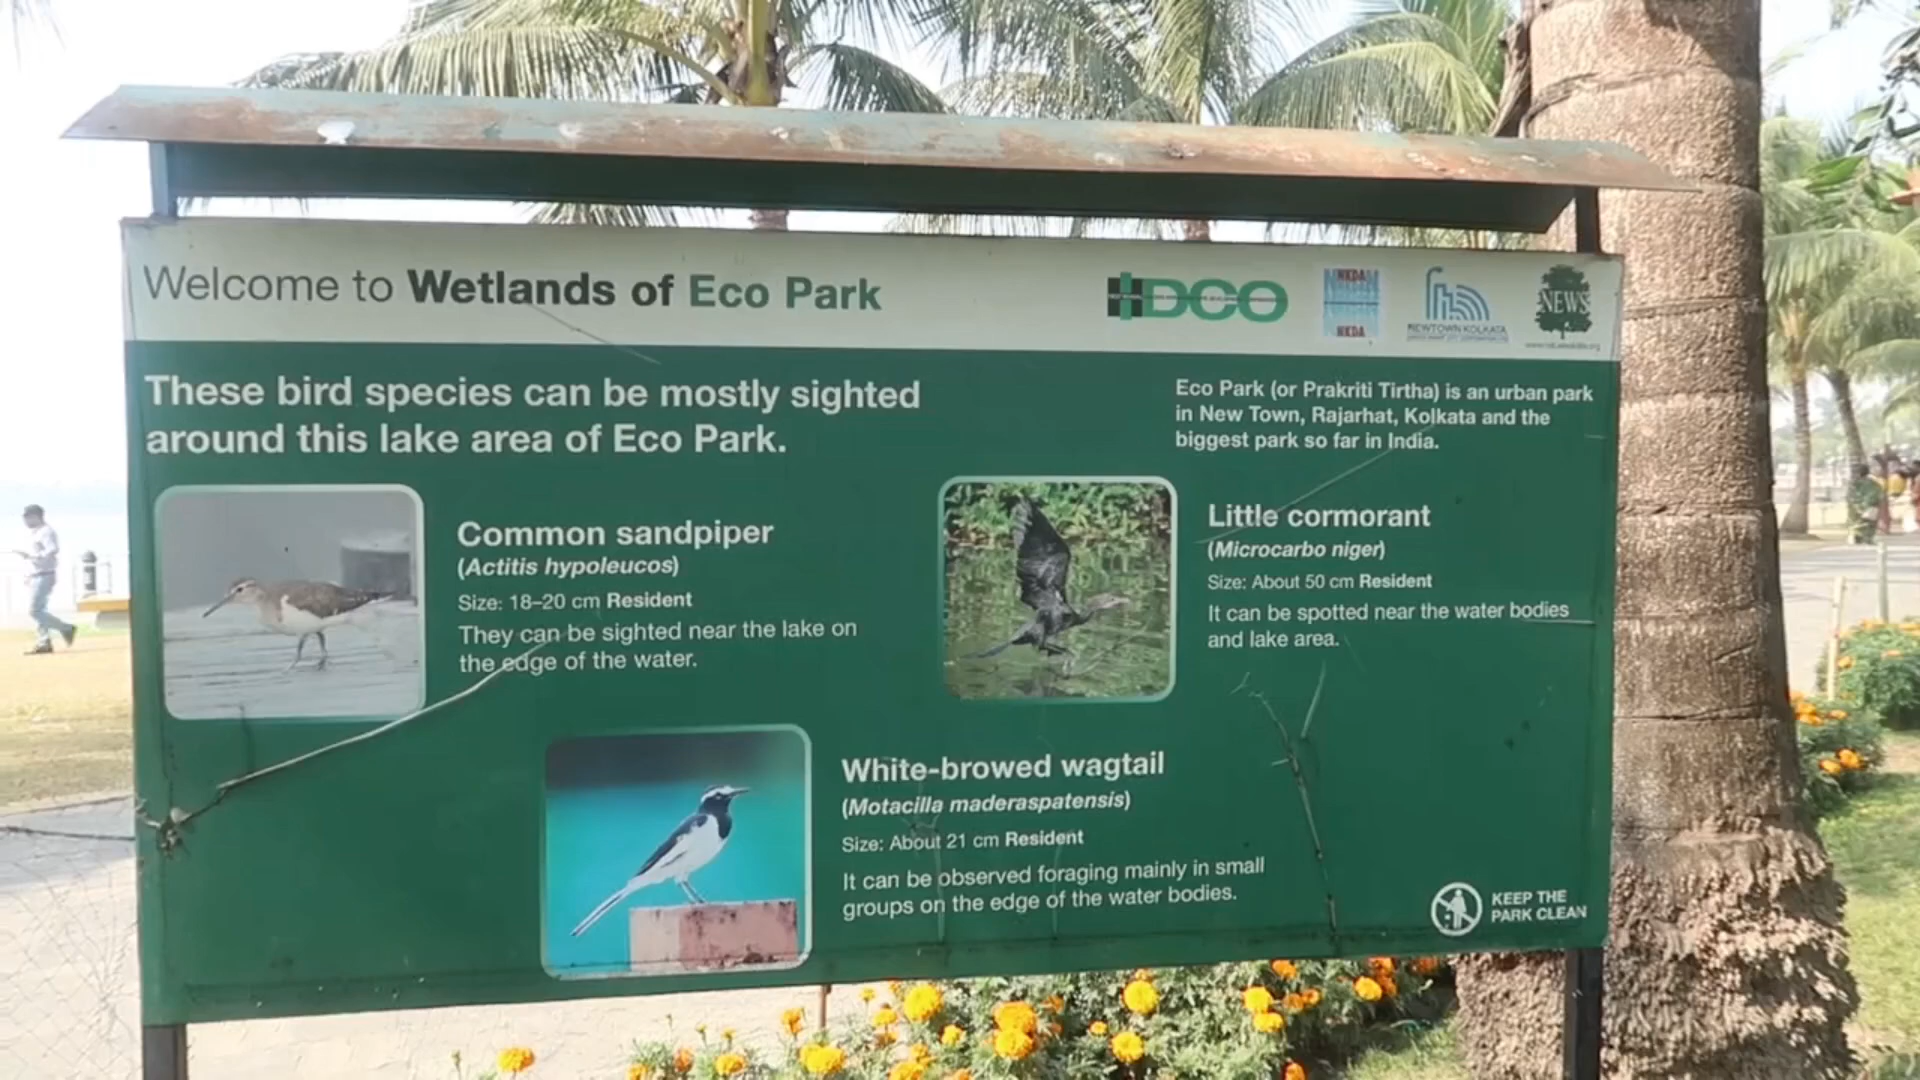 Welcome to Wetlands of Eco Park
HIDCO
NKDA
NKDA
NEWTOWN KOLKATA
NEWS
These bird species can be mostly sighted
around this lake area of Eco Park.
Eco Park (or Prakriti Tirtha) is an urban park
in New Town, Rajarhat, Kolkata and the
biggest park so far in India.
Common sandpiper
(Actitis hypoleucos)
Size: 18–20 cm Resident
They can be sighted near the lake on
the edge of the water.
Little cormorant
(Microcarbo niger)
Size: About 50 cm Resident
It can be spotted near the water bodies
and lake area.
White-browed wagtail
(Motacilla maderaspatensis)
Size: About 21 cm Resident
It can be observed foraging mainly in small
groups on the edge of the water bodies.
KEEP THE
PARK CLEAN